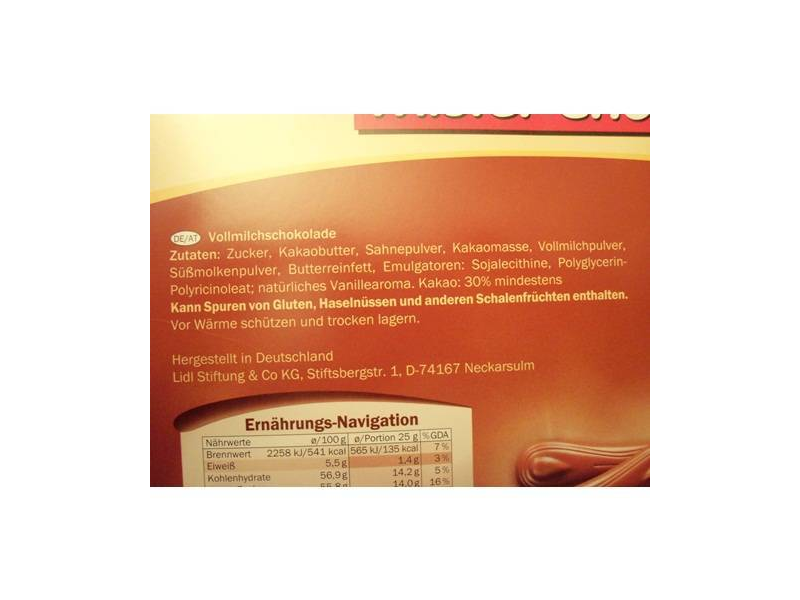 DE/AT Vollmilchschokolade
Zutaten: Zucker, Kakaobutter, Sahnepulver, Kakaomasse, Vollmilchpulver,
Süßmolkenpulver, Butterreinfett, Emulgatoren: Sojalecithine, Polyglycerin-
Polyricinoleat; natürliches Vanillearoma. Kakao: 30% mindestens
Kann Spuren von Gluten, Haselnüssen und anderen Schalenfrüchten enthalten.
Vor Wärme schützen und trocken lagern.
Hergestellt in Deutschland
Lidl Stiftung & Co KG, Stiftsbergstr. 1, D-74167 Neckarsulm
Ernährungs-Navigation
Nährwerte ø/100 g ø/Portion 25 g %GDA
Brennwert 2258 kJ/541 kcal 565 kJ/135 kcal 7%
Eiweiß 5,5g 1,4g 3%
Kohlenhydrate 56,9g 14,2g 5%
55,8g 14,0g 16%